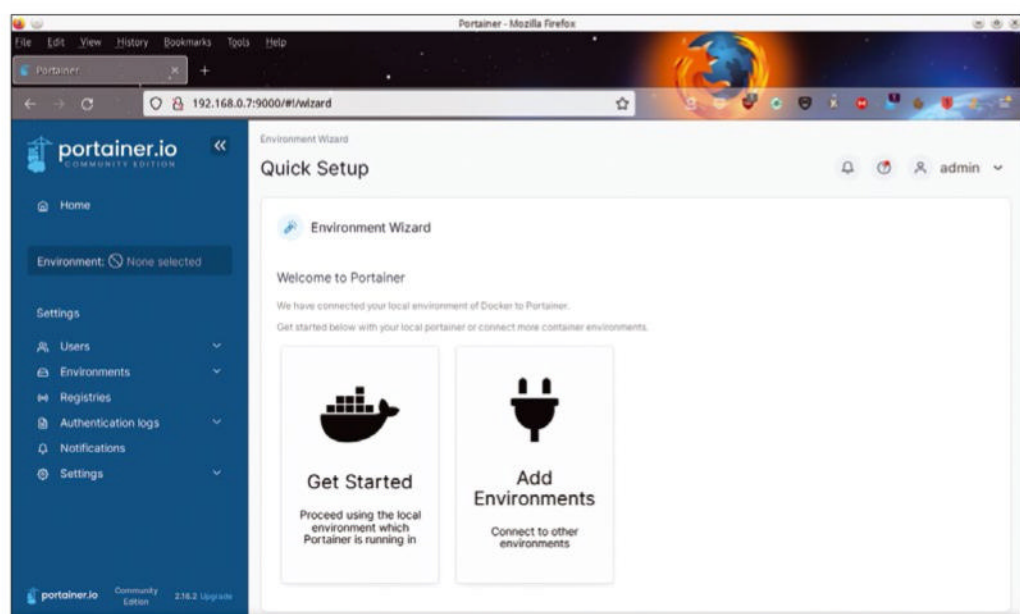 Portainer - Mozilla Firefox
File Edit View History Bookmarks Tools Help
Portainer
192.168.0.7:9000/#!/wizard
portainer.io
COMMUNITY EDITION
Home
Environment: None selected
Settings
Users
Environments
Registries
Authentication logs
Notifications
Settings
portainer.io Community Edition 2.16.2 Upgrade
Environment Wizard
Quick Setup
admin
Environment Wizard
Welcome to Portainer
We have connected your local environment of Docker to Portainer.
Get started below with your local portainer or connect more container environments.
Get Started
Proceed using the local
environment which
Portainer is running in
Add
Environments
Connect to other
environments